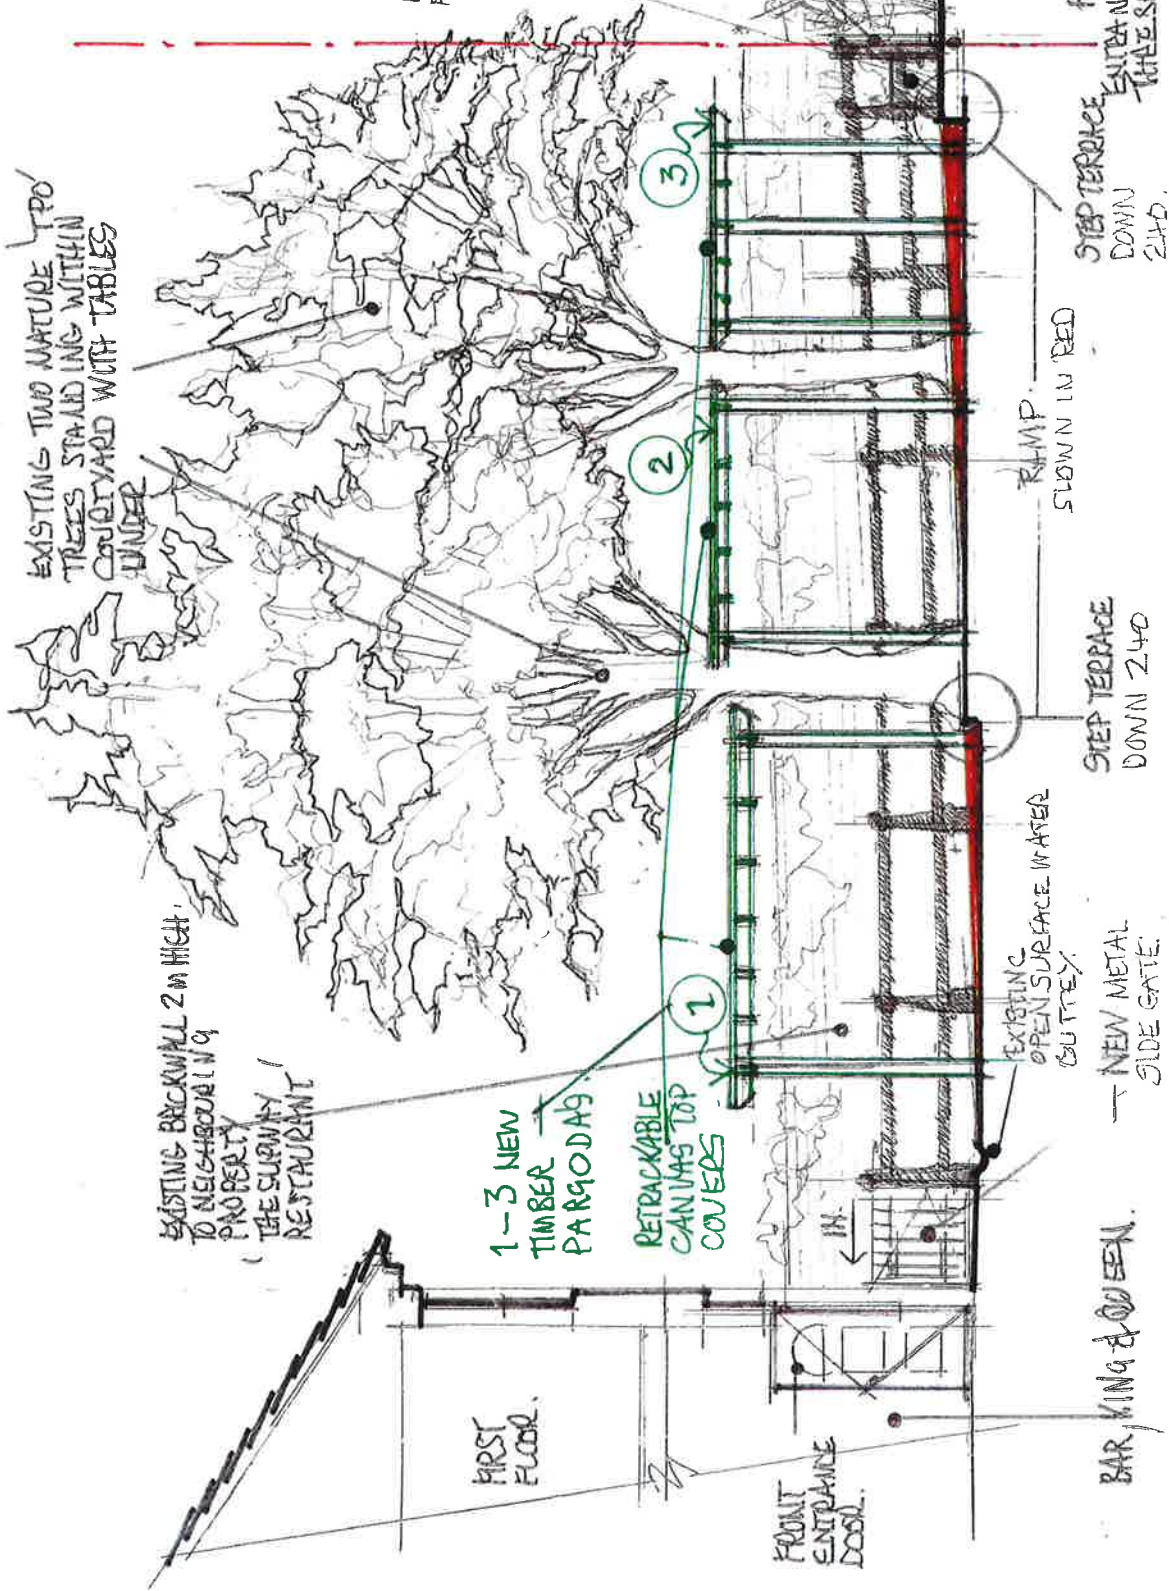 EXISTING TWO MATURE 'TPO'
TREES STANDING WITHIN
COURTYARD WITH TABLES
UNDER
EXISTING BRICKWALL 2M HIGH
TO NEIGHBOURING
PROPERTY
'THE SUBWAY'
RESTAURANT
1-3 NEW
TIMBER
PARGODAS
RETRACKABLE
CANVAS TOP
COVERS
1
2
3
FIRST
FLOOR.
FRONT
ENTRANCE
DOOR.
IN
EXISTING
OPEN SURFACE WATER
GUTTEY.
BAR, KING & QUEEN.
NEW METAL
SIDE GATE.
STEP TERRACE
DOWN 240
RAMP.
SLOWN IN 'RED
STEP TERRACE
DOWN
240.